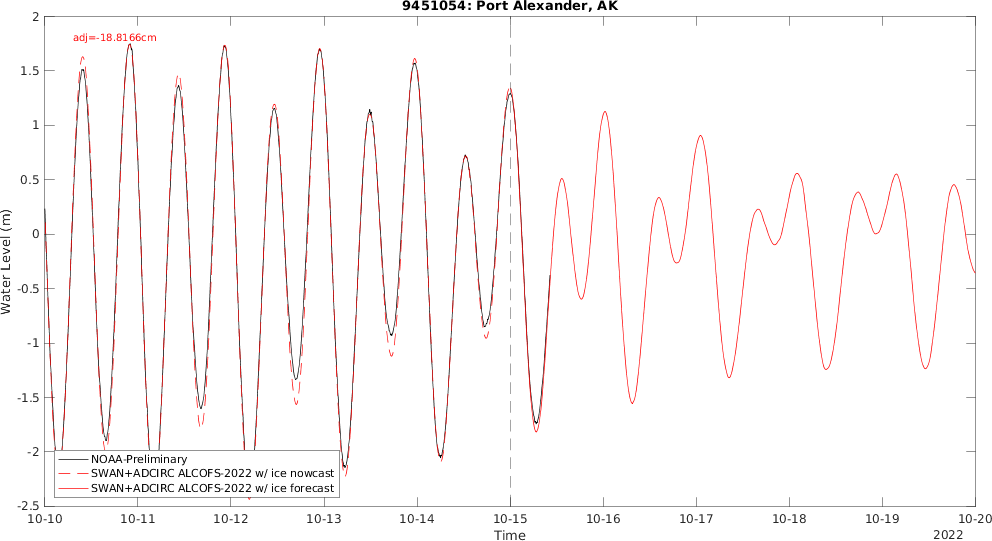 9451054: Port Alexander, AK
adj=-18.8166cm
Water Level (m)
2
1.5
1
0.5
0
-0.5
-1
-1.5
-2
-2.5
NOAA-Preliminary
SWAN+ADCIRC ALCOFS-2022 w/ ice nowcast
SWAN+ADCIRC ALCOFS-2022 w/ ice forecast
10-10 10-11 10-12 10-13 10-14 10-15 10-16 10-17 10-18 10-19 10-20
Time
2022